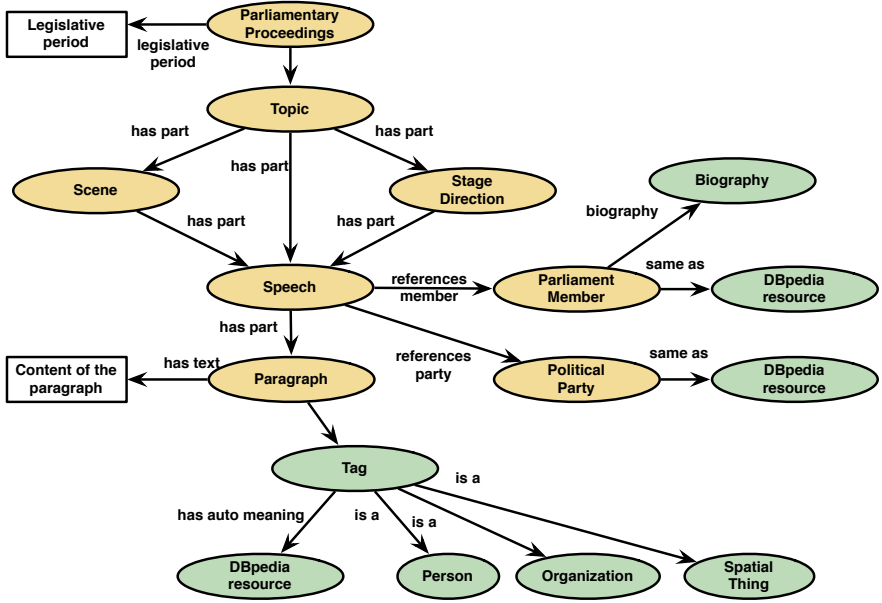 Parliamentary
Proceedings
Legislative
period
legislative
period
Topic
has part
has part
has part
Scene
Stage
Direction
Biography
has part
has part
biography
Speech
references
member
Parliament
Member
same as
DBpedia
resource
has part
references
party
same as
Content of the
paragraph
has text
Paragraph
Political
Party
DBpedia
resource
Tag
is a
has auto meaning
is a
is a
DBpedia
resource
Person
Organization
Spatial
Thing